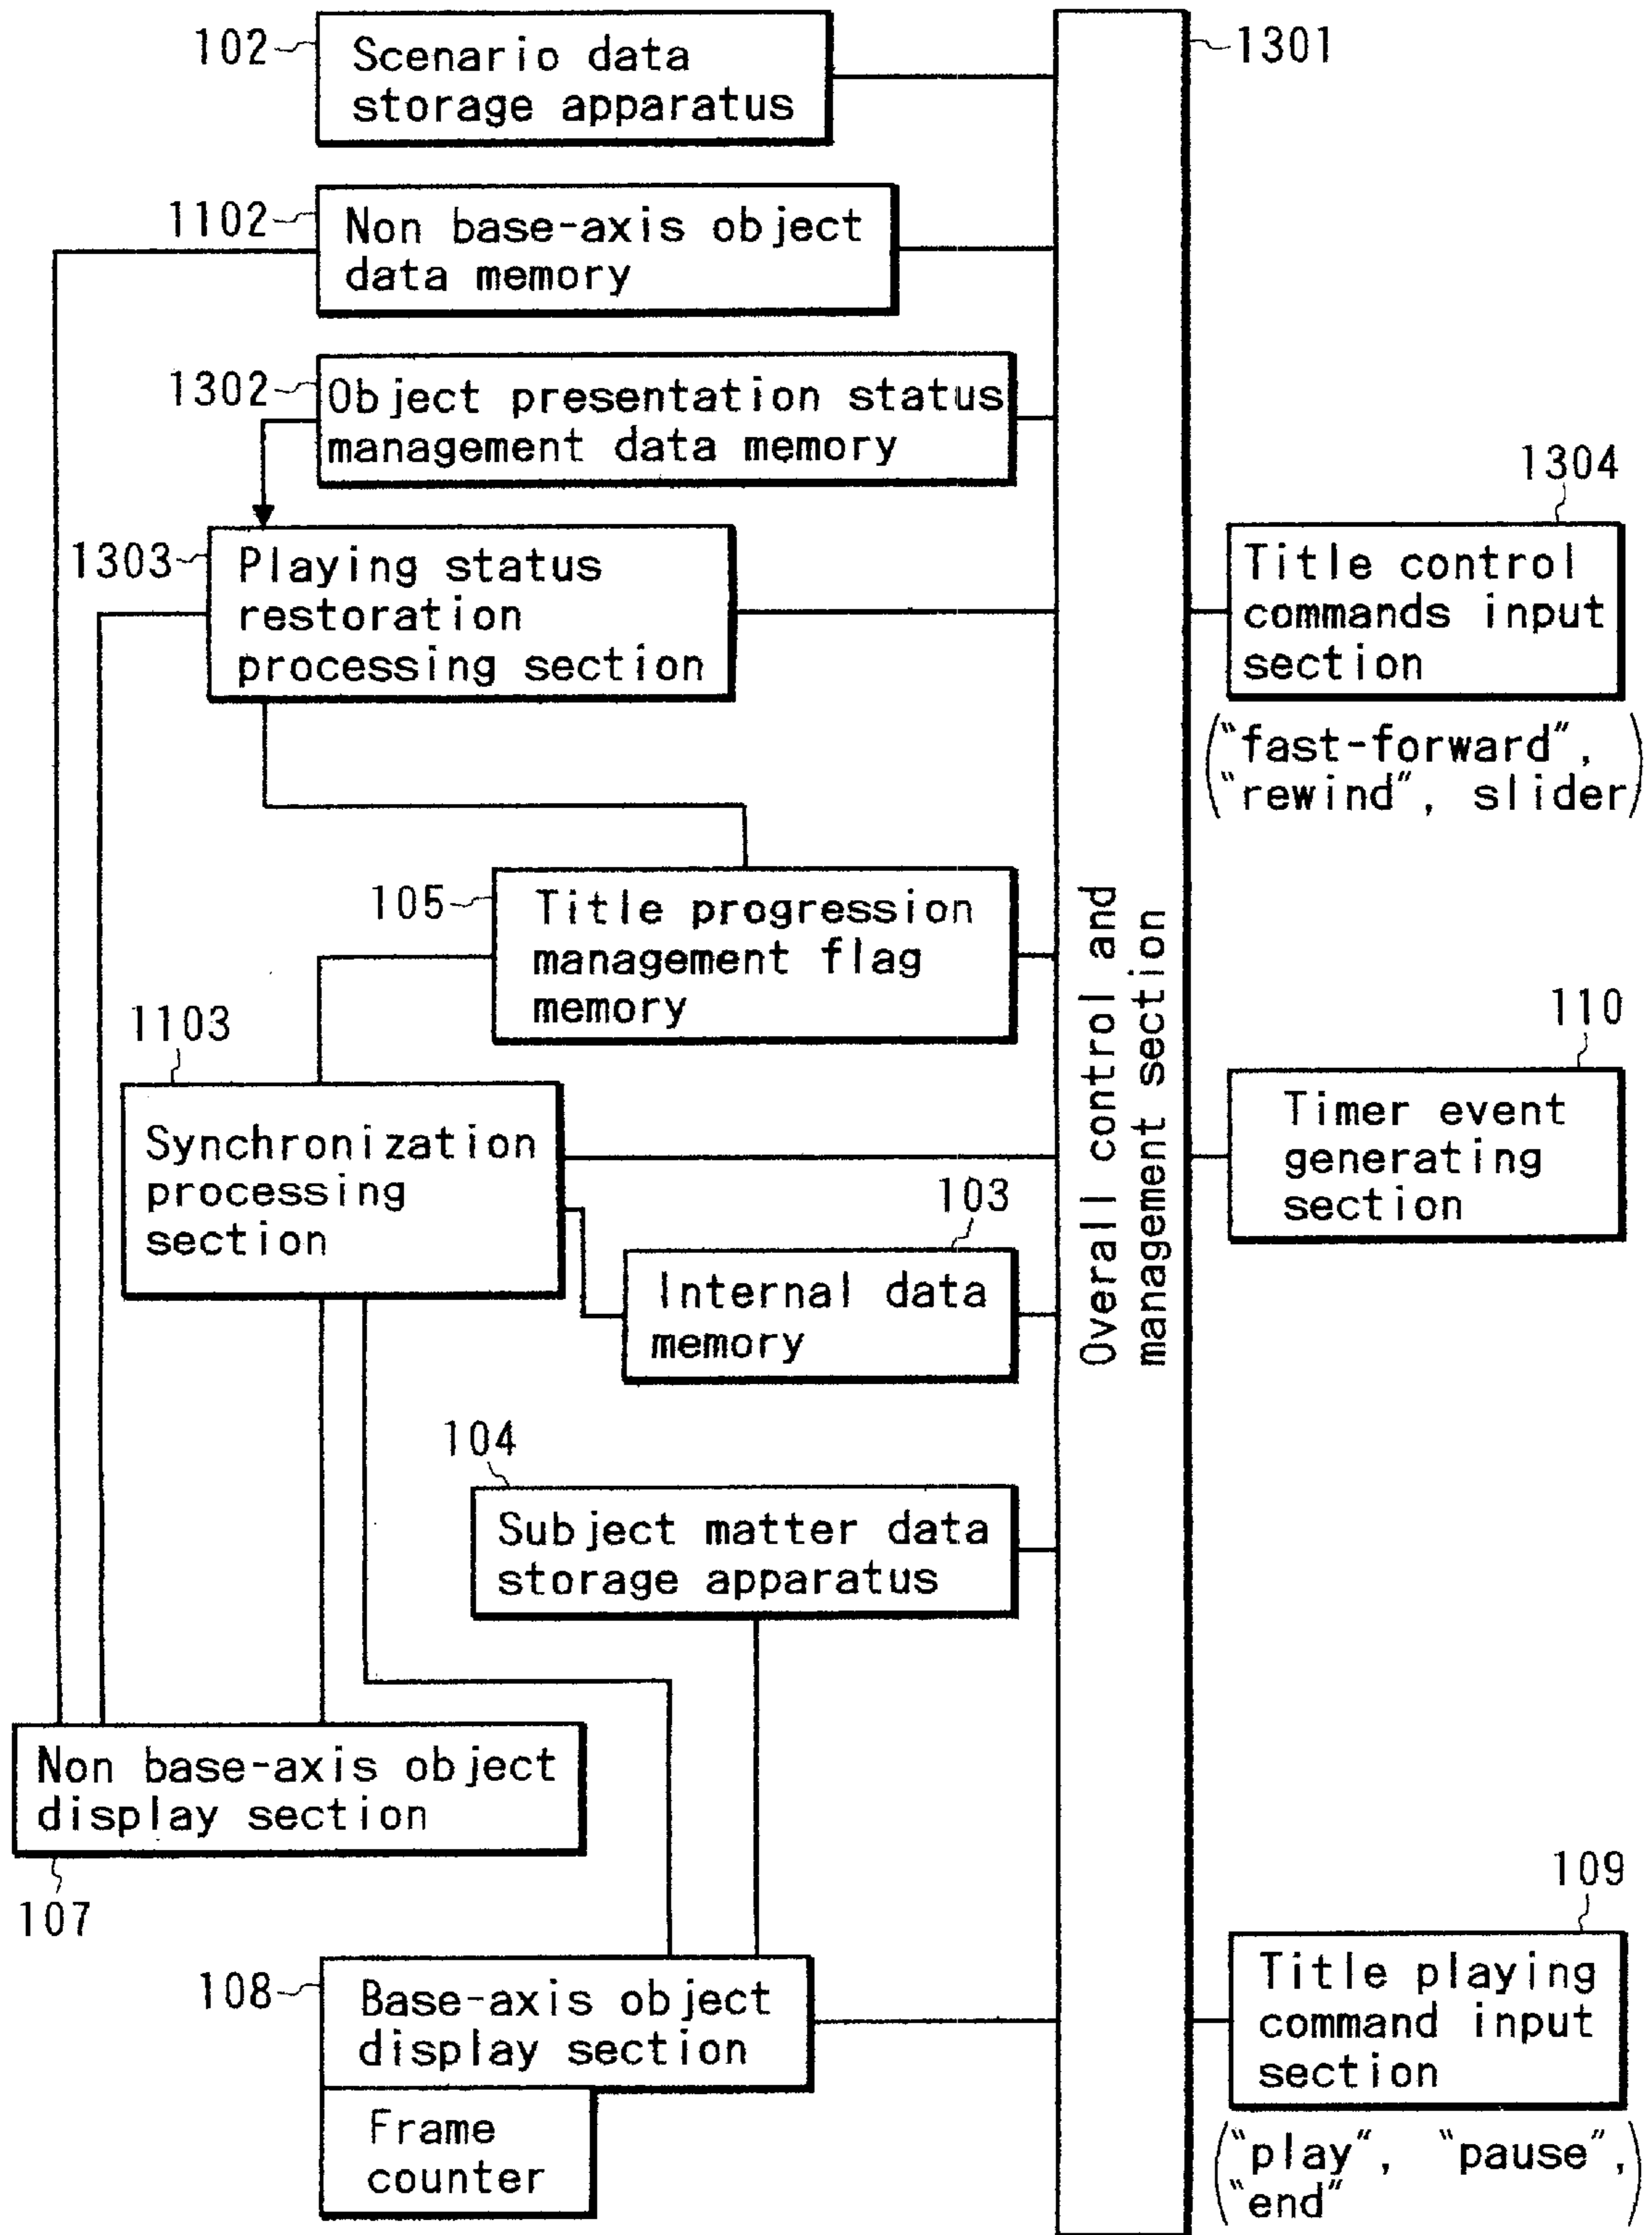 102
Scenario data
storage apparatus
1301
1102
Non base-axis object
data memory
1302
Object presentation status
management data memory
1303
Playing status
restoration
processing section
1304
Title control
commands input
section
("fast-forward",
"rewind", slider)
105
Title progression
management flag
memory
Overall control and
management section
1103
Synchronization
processing
section
110
Timer event
generating
section
103
Internal data
memory
104
Subject matter data
storage apparatus
Non base-axis object
display section
107
108
Base-axis object
display section
Frame
counter
109
Title playing
command input
section
("play", "pause",
"end")